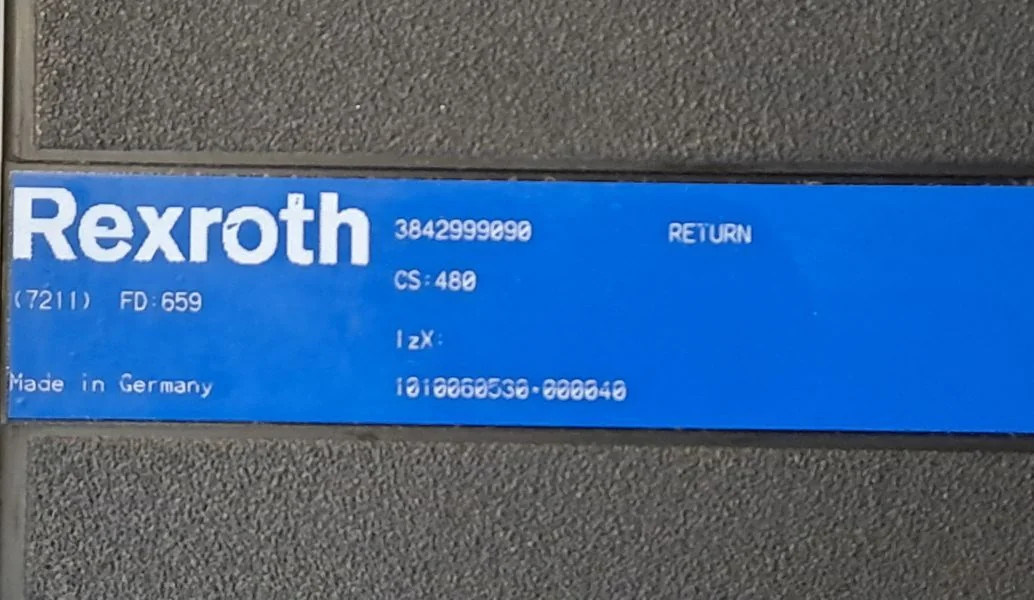 Rexroth
3842999090 RETURN
CS:480
(7211) FD:659
IzX:
Made in Germany
1010060530-000040